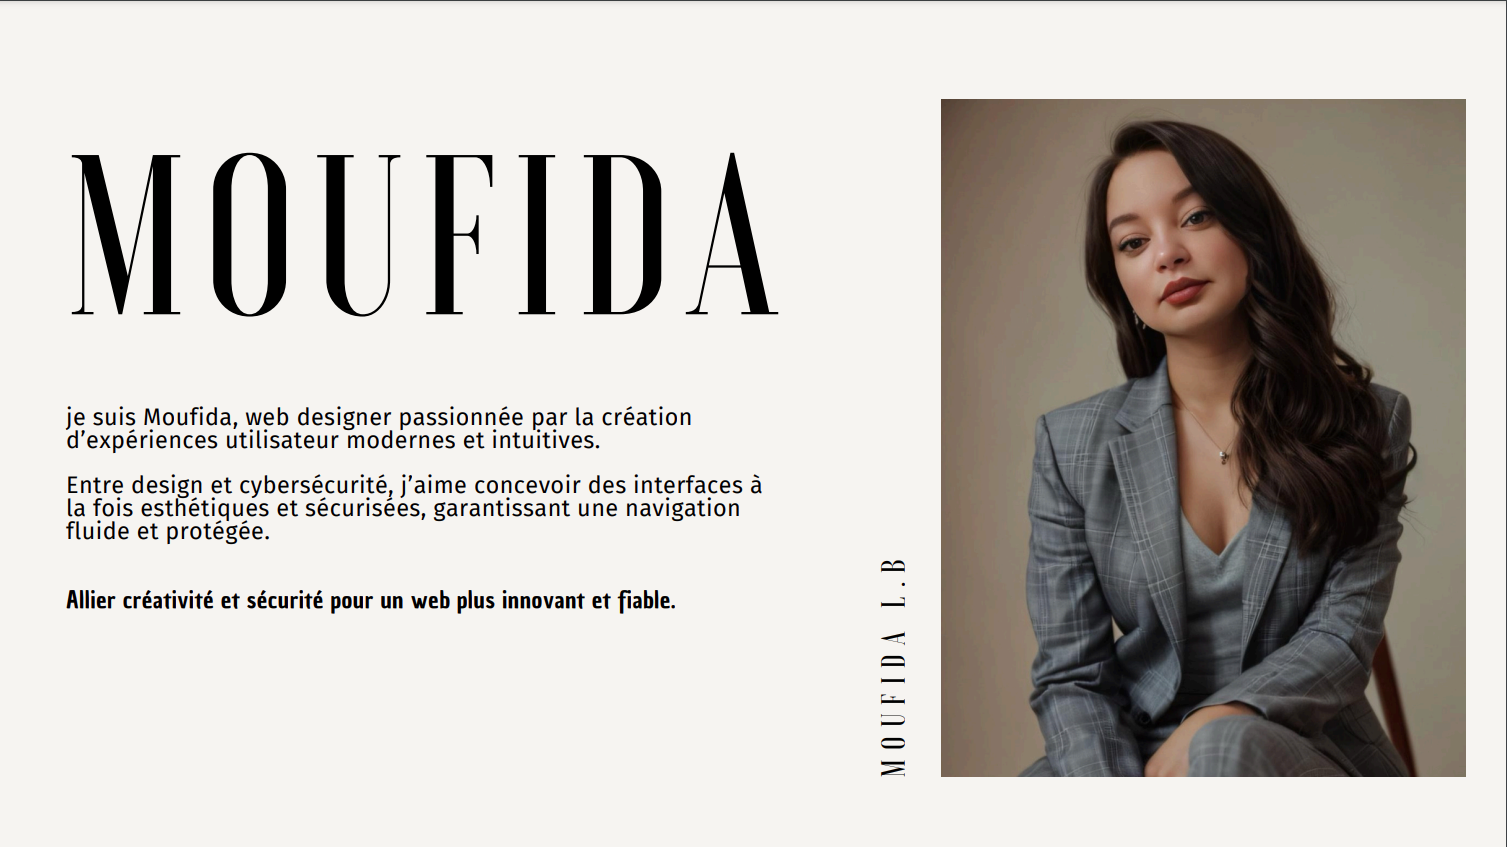 MOUFIDA
je suis Moufida, web designer passionnée par la création
d’expériences utilisateur modernes et intuitives.
Entre design et cybersécurité, j’aime concevoir des interfaces à
la fois esthétiques et sécurisées, garantissant une navigation
fluide et protégée.
Allier créativité et sécurité pour un web plus innovant et fiable.
MOUFIDA L.B